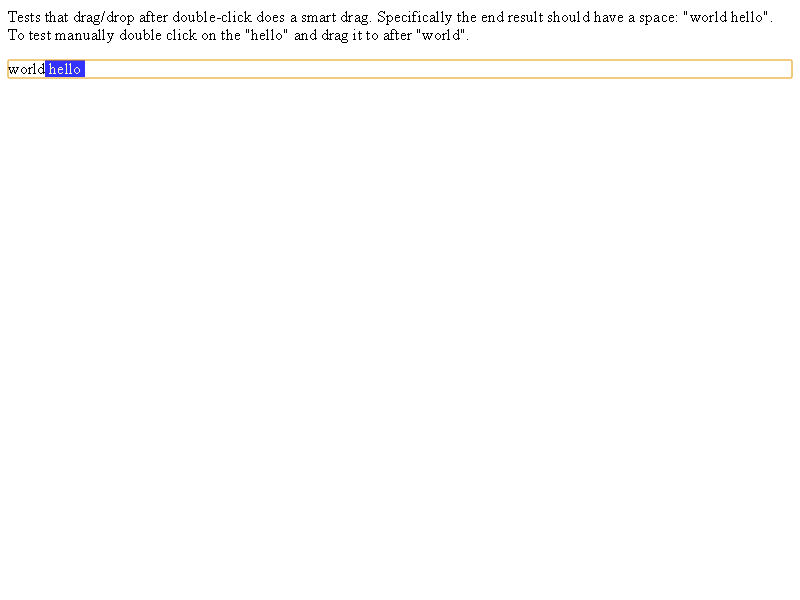 Tests that drag/drop after double-click does a smart drag. Specifically the end result should have a space: "world hello".
To test manually double click on the "hello" and drag it to after "world".
world hello